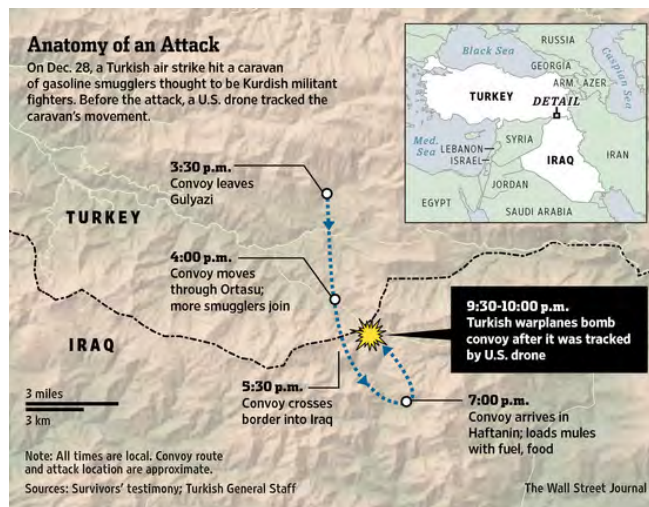 Anatomy of an Attack
On Dec. 28, a Turkish air strike hit a caravan
of gasoline smugglers thought to be Kurdish militant
fighters. Before the attack, a U.S. drone tracked the
caravan's movement.
RUSSIA
Black Sea
GEORGIA
Caspian Sea
ARM.
AZER
TURKEY
DETAIL
Med.
Sea
LEBANON
SYRIA
ISRAEL
IRAQ
IRAN
JORDAN
EGYPT
SAUDI ARABIA
3:30 p.m.
Convoy leaves
Gulyazi
TURKEY
4:00 p.m.
Convoy moves
through Ortasu;
more smugglers join
IRAQ
9:30-10:00 p.m.
Turkish warplanes bomb
convoy after it was tracked
by U.S. drone
5:30 p.m.
Convoy crosses
border into Iraq
7:00 p.m.
Convoy arrives in
Haftanin; loads mules
with fuel, food
3 miles
3 km
Note: All times are local. Convoy route
and attack location are approximate.
Sources: Survivors' testimony; Turkish General Staff
The Wall Street Journal